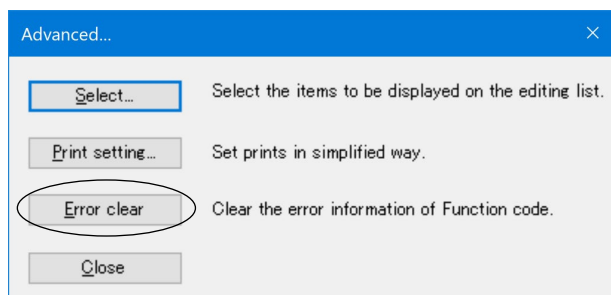 Advanced...
Select... Select the items to be displayed on the editing list.
Print setting... Set prints in simplified way.
Error clear Clear the error information of Function code.
Close